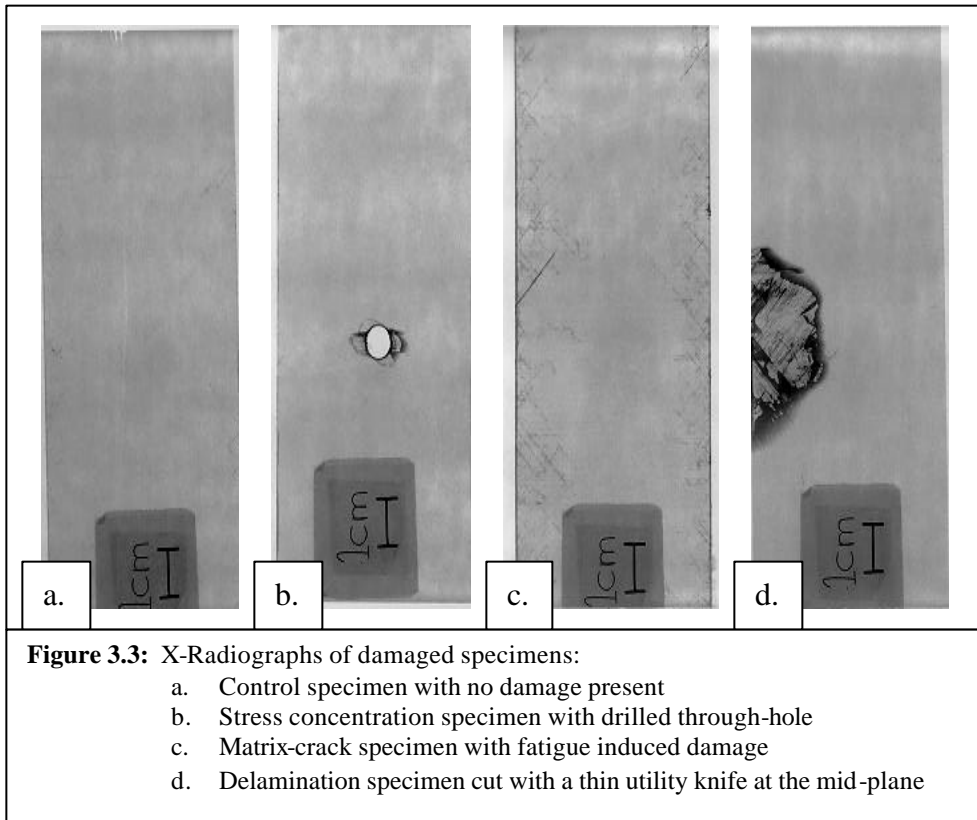 1cm
1cm
1cm
1cm
a.
b.
c.
d.
Figure 3.3: X-Radiographs of damaged specimens:
a. Control specimen with no damage present
b. Stress concentration specimen with drilled through-hole
c. Matrix-crack specimen with fatigue induced damage
d. Delamination specimen cut with a thin utility knife at the mid-plane